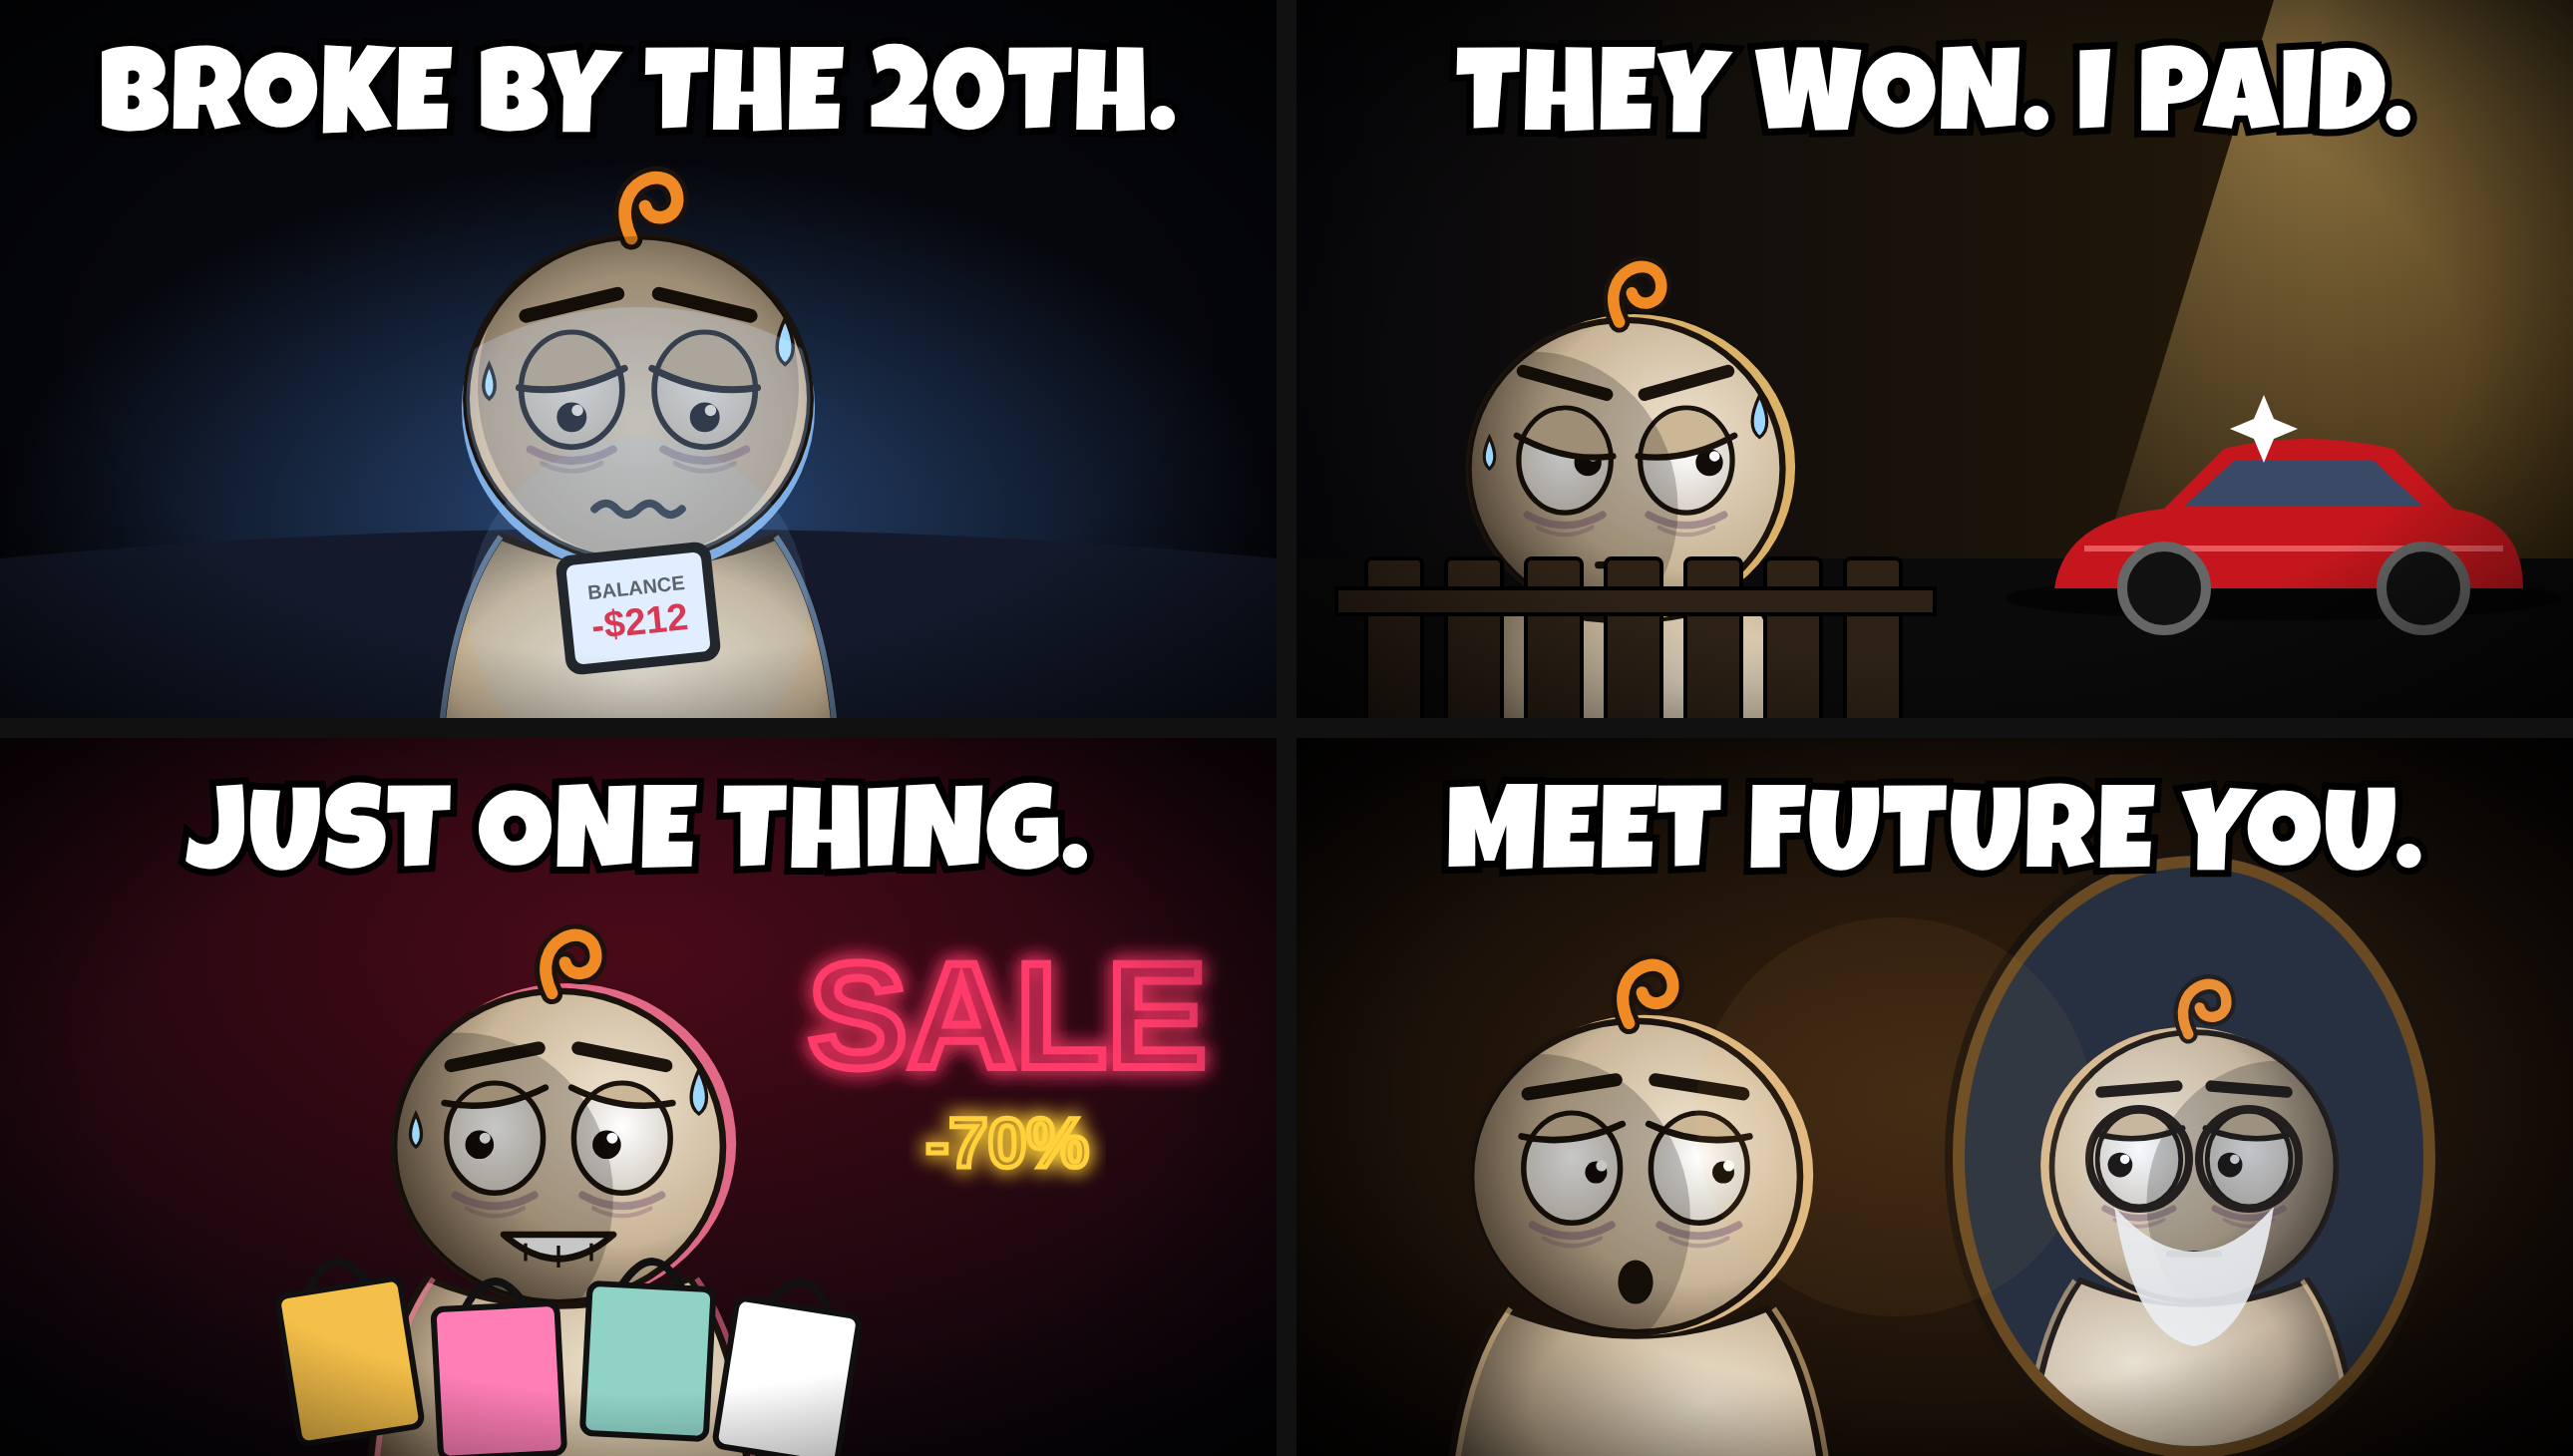 BROKE BY THE 20TH.
BALANCE
-$212
THEY WON. I PAID.
JUST ONE THING.
SALE
-70%
MEET FUTURE YOU.